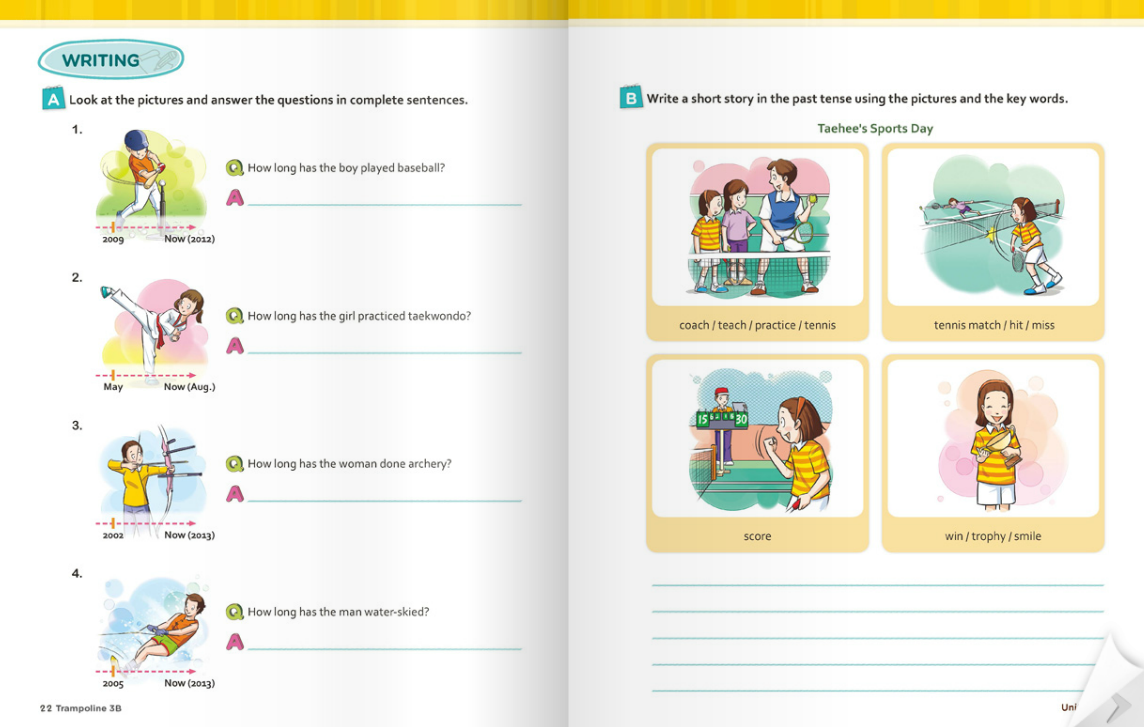 WRITING
A Look at the pictures and answer the questions in complete sentences.
1.
Q How long has the boy played baseball?
A
2009 Now (2012)
2.
Q How long has the girl practiced taekwondo?
A
May Now (Aug.)
3.
Q How long has the woman done archery?
A
2002 Now (2013)
4.
Q How long has the man water-skied?
A
2005 Now (2013)
22 Trampoline 3B
B Write a short story in the past tense using the pictures and the key words.
Taehee's Sports Day
coach / teach / practice / tennis
tennis match / hit / miss
15 30
score
win / trophy / smile